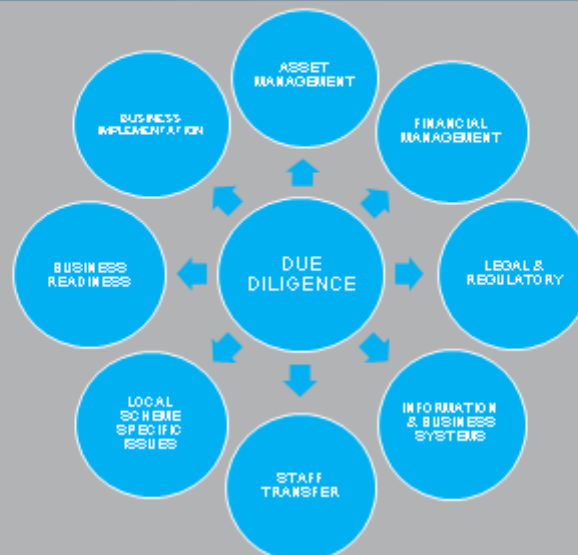 ASSET
MANAGEMENT
FINANCIAL
MANAGEMENT
LEGAL &
REGULATORY
INFORMATION
& BUSINESS
SYSTEMS
STAFF
TRANSFER
LOCAL
SCHEME
SPECIFIC
ISSUES
BUSINESS
READINESS
BUSINESS
IMPLEMENTATION
DUE
DILIGENCE